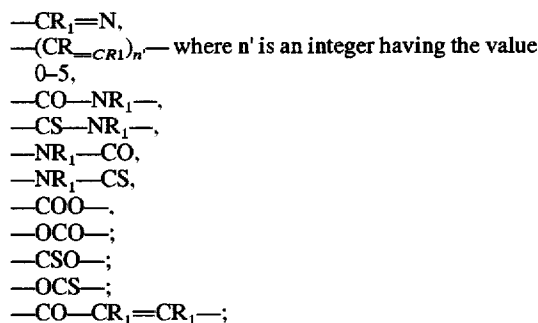 —CR₁=N,
—(CR₌CR1)ₙ'— where n' is an integer having the value
0–5,
—CO—NR₁—,
—CS—NR₁—,
—NR₁—CO,
—NR₁—CS,
—COO—,
—OCO—;
—CSO—;
—OCS—;
—CO—CR₁=CR₁—;